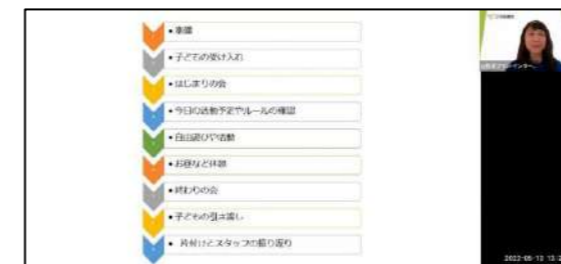 • 準備
• 子どもの受け入れ
• はじまりの会
• 今日の活動予定やルールの確認
• 自由遊びや活動
• お昼など休憩
• 終わりの会
• 子どもの引き渡し
• 片付けとスタッフの振り返り